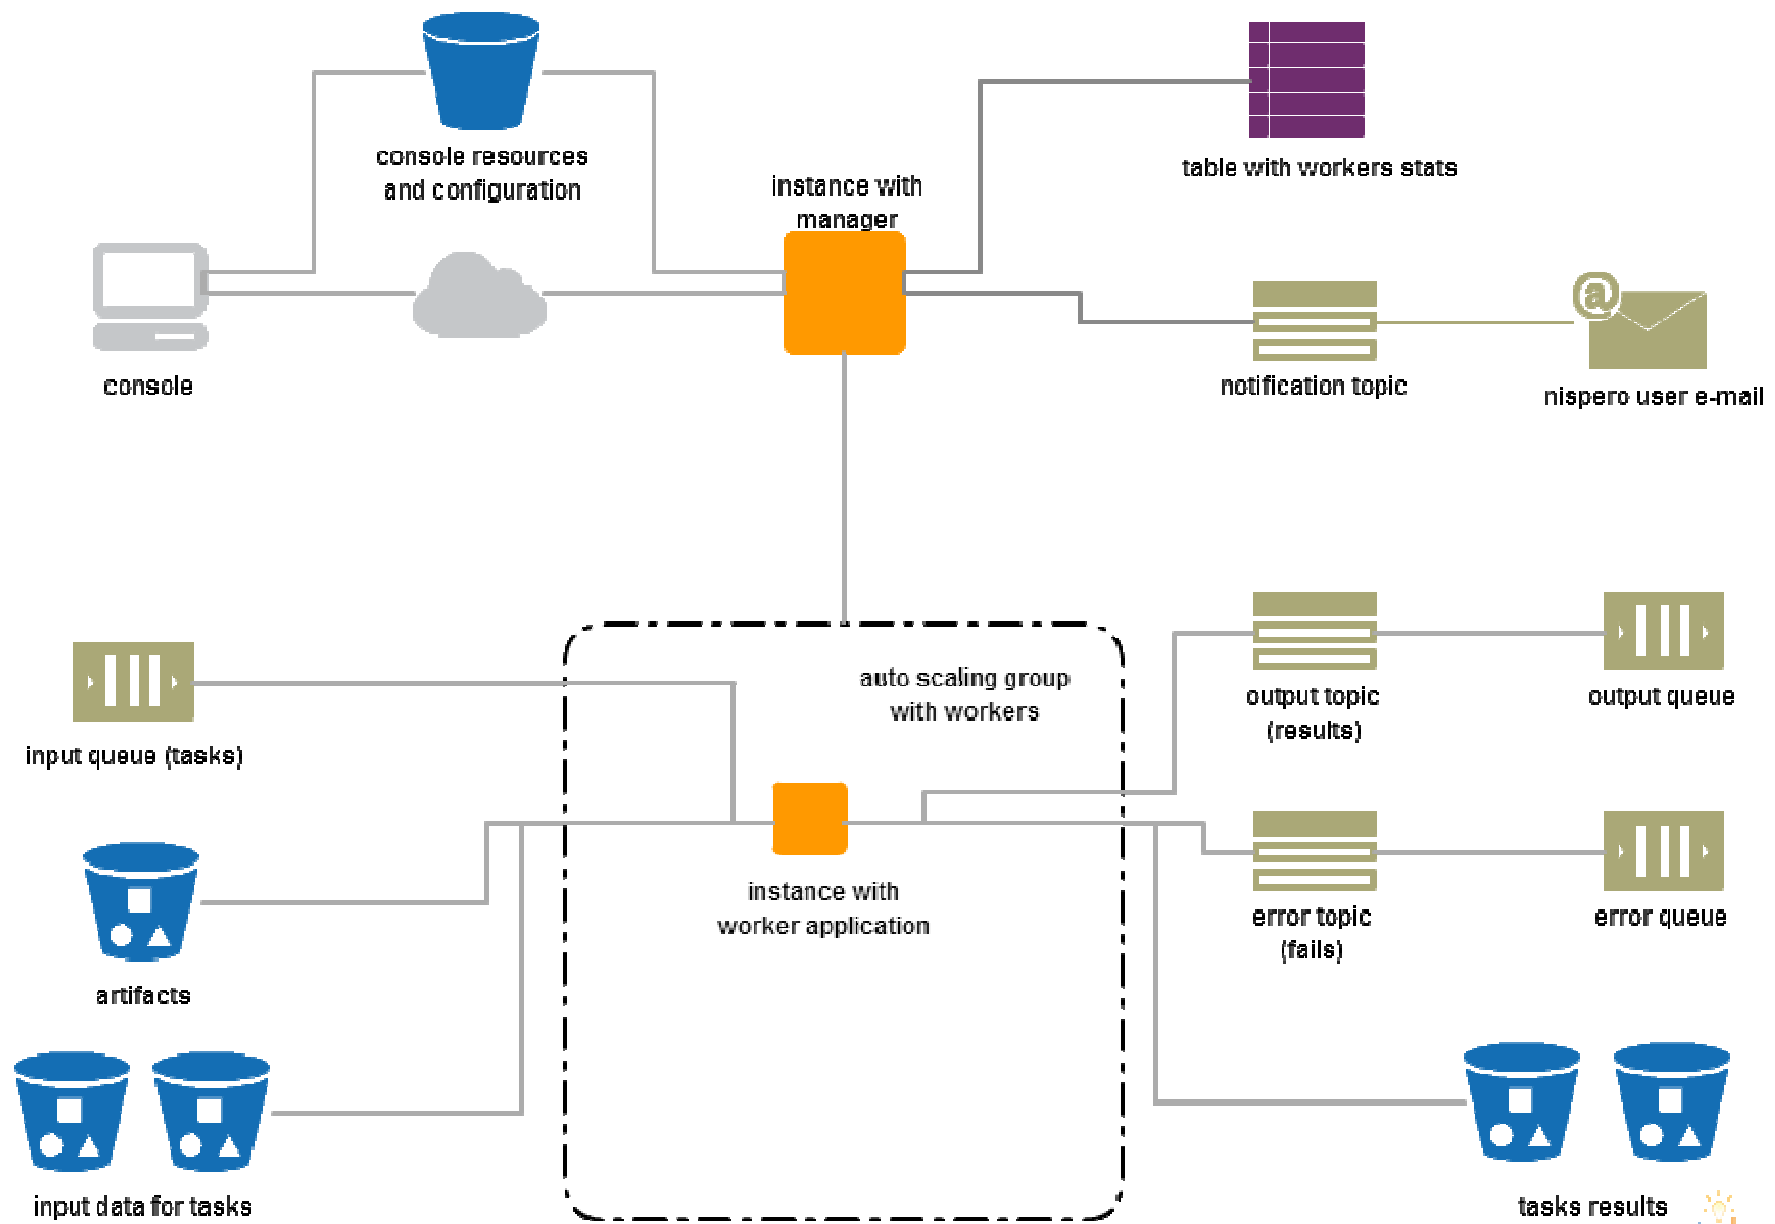 console resources
and configuration
instance with
manager
table with workers stats
console
notification topic
nispero user e-mail
@
auto scaling group
with workers
input queue (tasks)
output topic
(results)
output queue
instance with
worker application
error topic
(fails)
error queue
artifacts
input data for tasks
tasks results